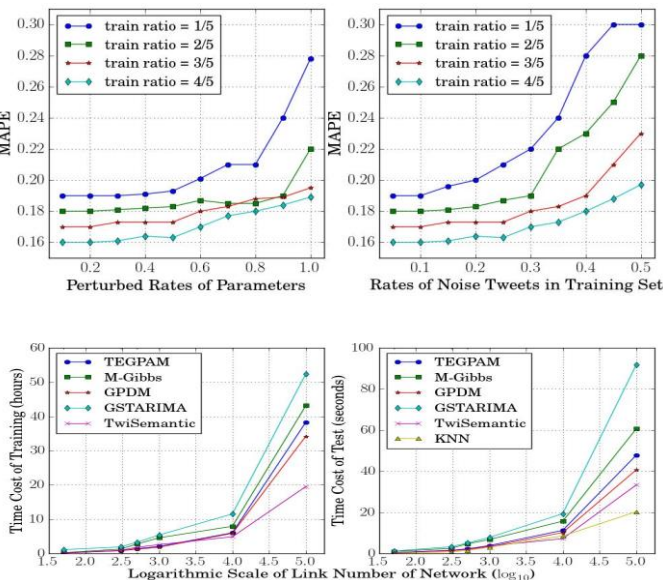 MAPE
0.30
0.28
0.26
0.24
0.22
0.20
0.18
0.16
train ratio = 1/5
train ratio = 2/5
train ratio = 3/5
train ratio = 4/5
0.2
0.4
0.6
0.8
1.0
Perturbed Rates of Parameters
MAPE
0.30
0.28
0.26
0.24
0.22
0.20
0.18
0.16
train ratio = 1/5
train ratio = 2/5
train ratio = 3/5
train ratio = 4/5
0.1
0.2
0.3
0.4
0.5
Rates of Noise Tweets in Training Set
Time Cost of Training (hours)
60
50
40
30
20
10
0
TEGPAM
M-Gibbs
GPDM
GSTARIMA
TwiSemantic
1.5
2.0
2.5
3.0
3.5
4.0
4.5
5.0
Time Cost of Test (seconds)
100
80
60
40
20
0
TEGPAM
M-Gibbs
GPDM
GSTARIMA
TwiSemantic
KNN
1.5
2.0
2.5
3.0
3.5
4.0
4.5
5.0
Logarithmic Scale of Link Number of Network (log10)